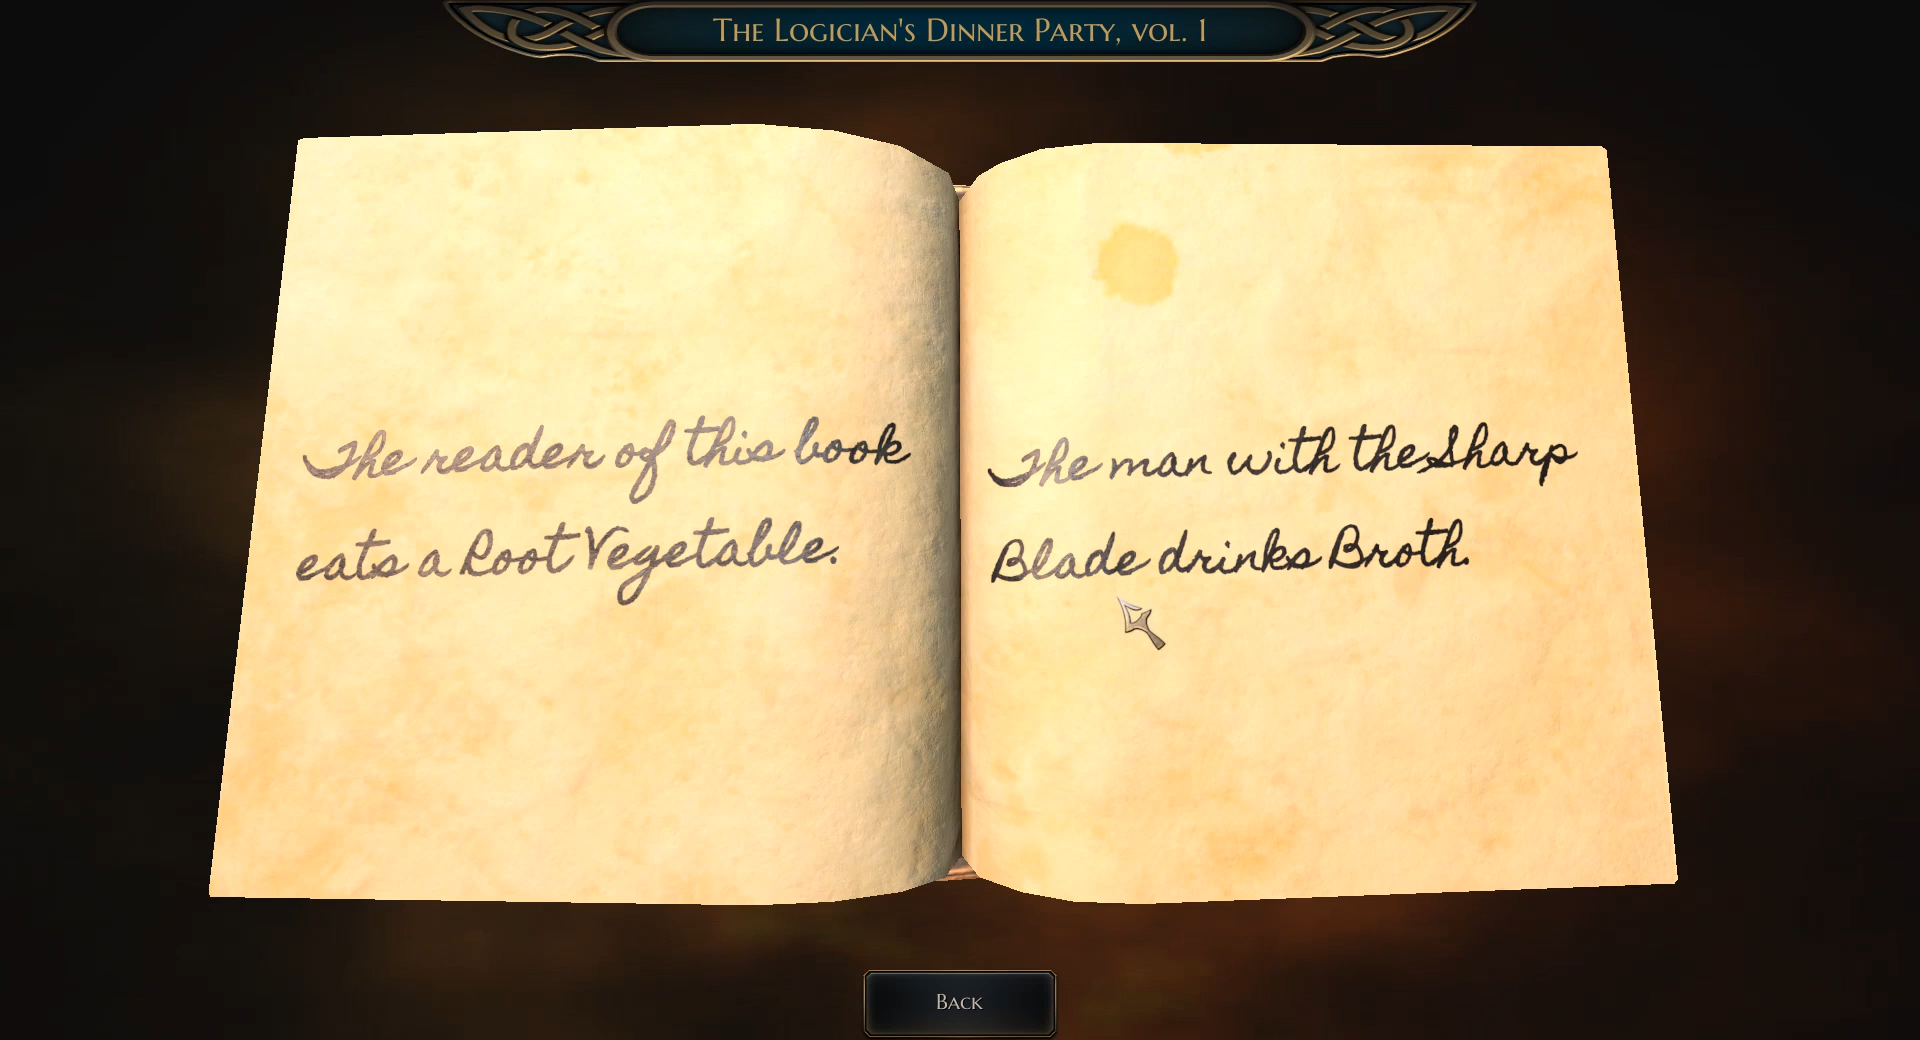 The Logician's Dinner Party, vol. 1
The reader of this book
eats a Root Vegetable.
The man with the Sharp
Blade drinks Broth.
Back